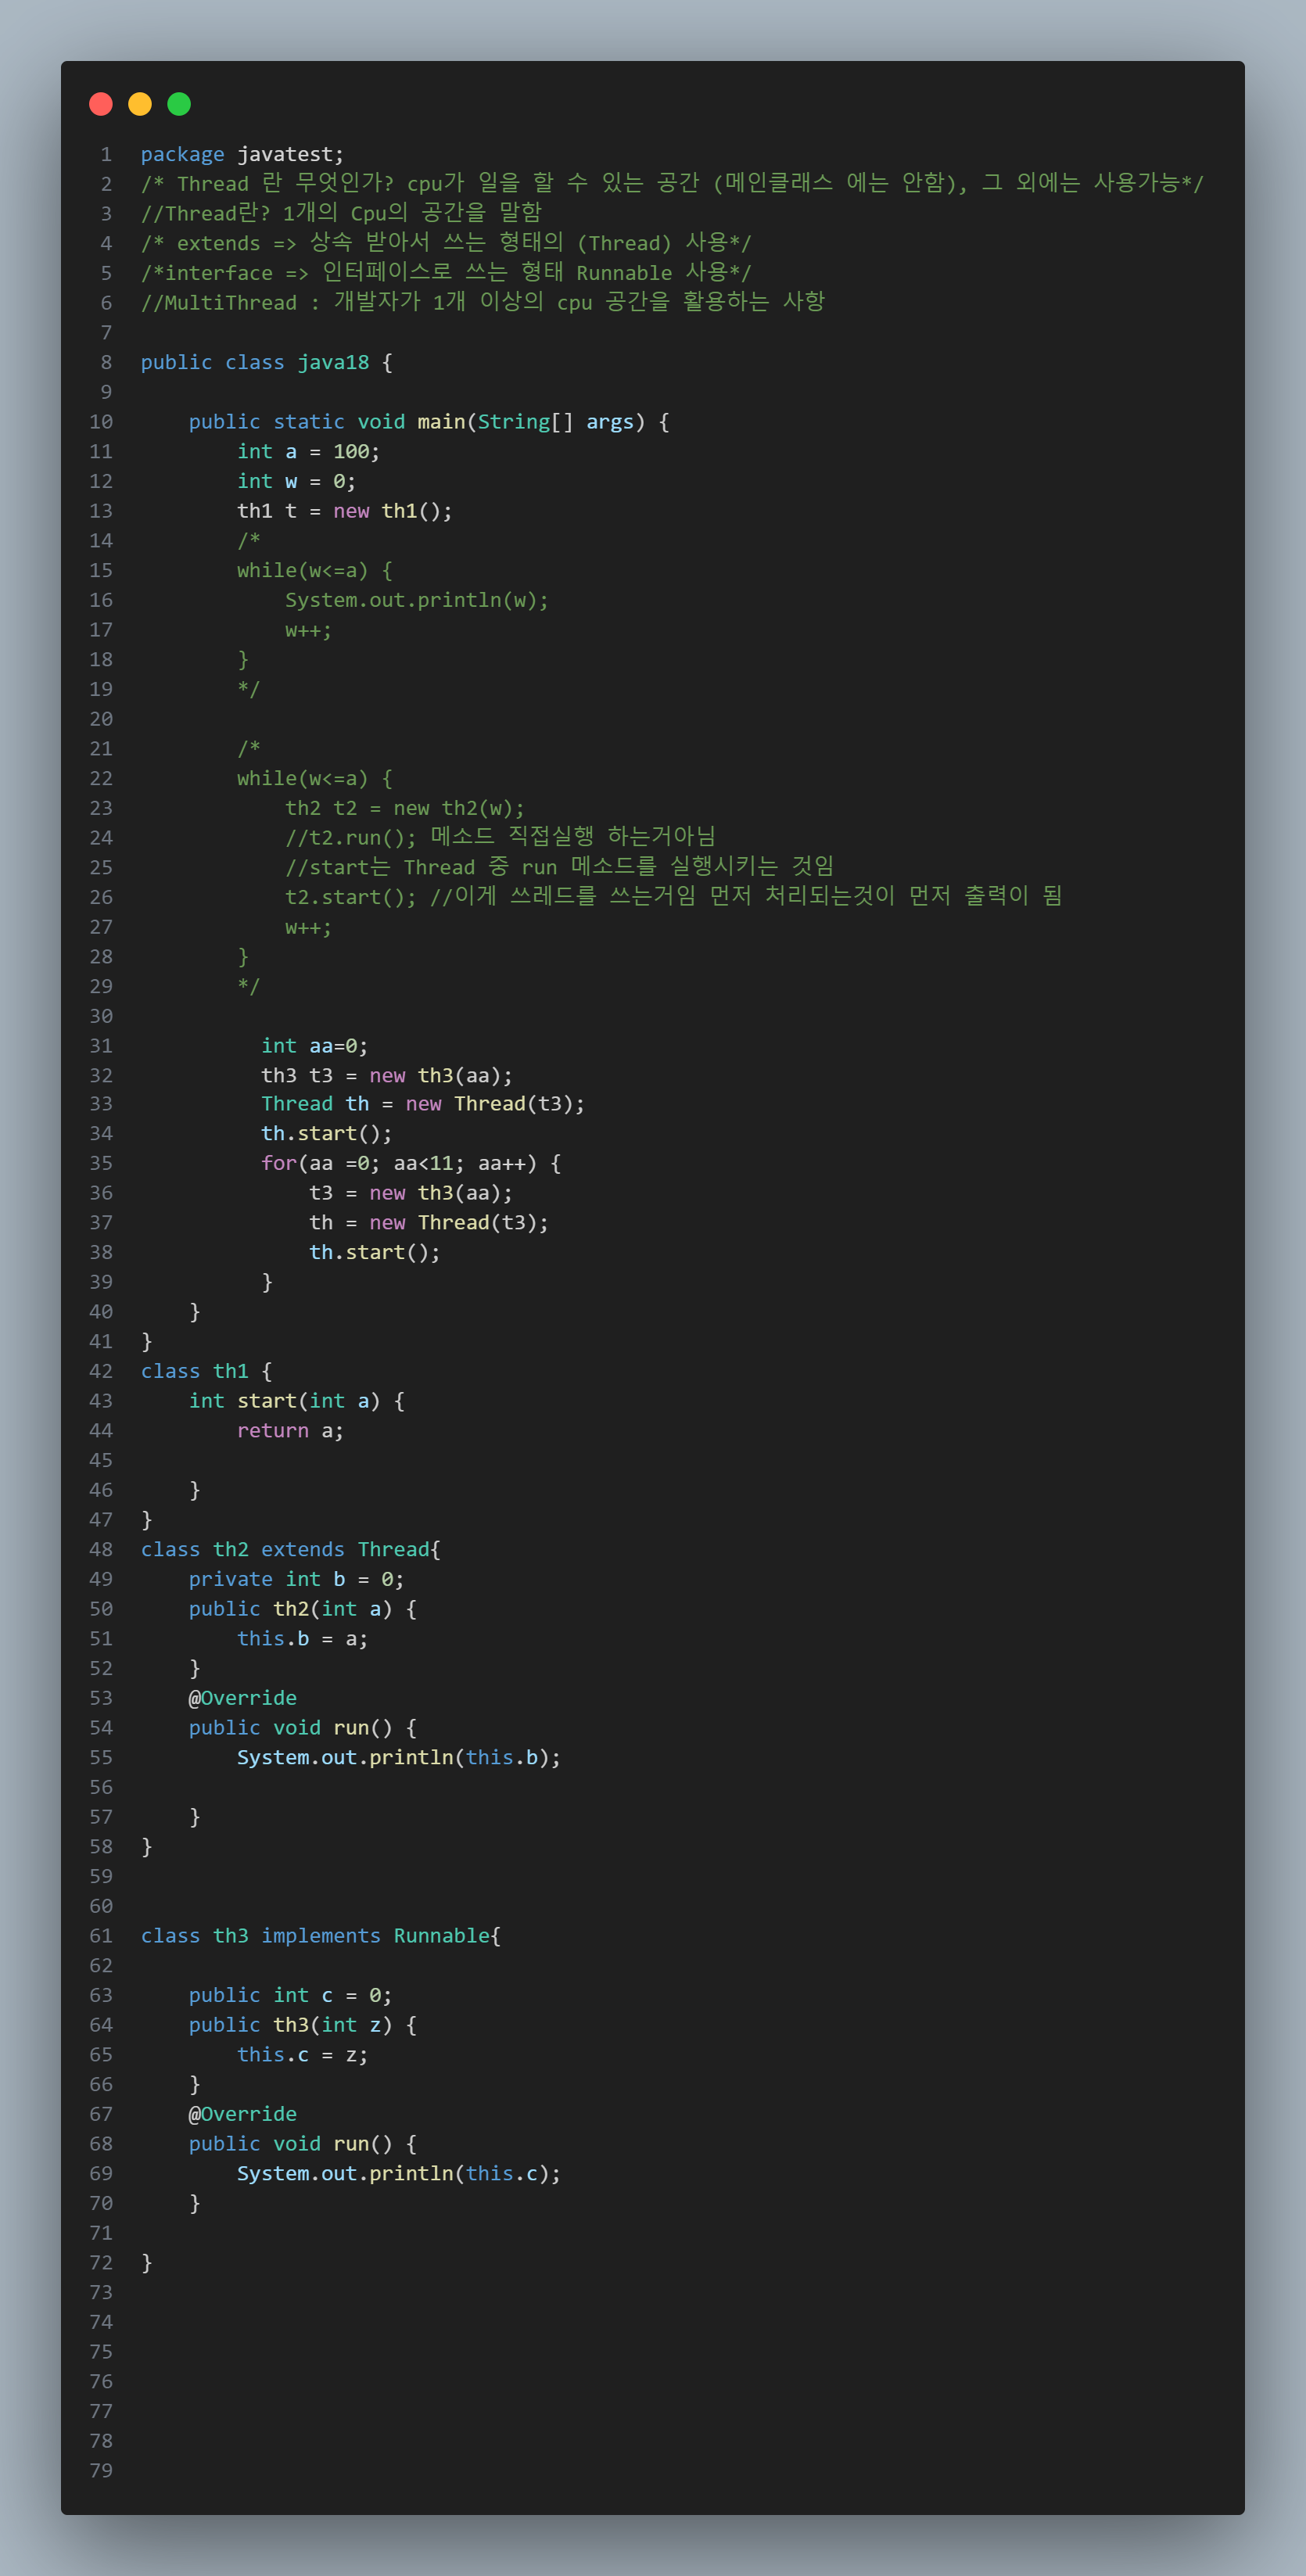 1 package javatest;
2 /* Thread 란 무엇인가? cpu가 일을 할 수 있는 공간 (메인클래스 에는 안함), 그 외에는 사용가능*/
3 //Thread란? 1개의 Cpu의 공간을 말함
4 /* extends => 상속 받아서 쓰는 형태의 (Thread) 사용*/
5 /*interface => 인터페이스로 쓰는 형태 Runnable 사용*/
6 //MultiThread : 개발자가 1개 이상의 cpu 공간을 활용하는 사항
7
8 public class java18 {
9
10     public static void main(String[] args) {
11         int a = 100;
12         int w = 0;
13         th1 t = new th1();
14         /*
15         while(w<=a) {
16             System.out.println(w);
17             w++;
18         }
19         */
20
21         /*
22         while(w<=a) {
23             th2 t2 = new th2(w);
24             //t2.run(); 메소드 직접실행 하는거아님
25             //start는 Thread 중 run 메소드를 실행시키는 것임
26             t2.start(); //이게 쓰레드를 쓰는거임 먼저 처리되는것이 먼저 출력이 됨
27             w++;
28         }
29         */
30
31           int aa=0;
32           th3 t3 = new th3(aa);
33           Thread th = new Thread(t3);
34           th.start();
35           for(aa =0; aa<11; aa++) {
36               t3 = new th3(aa);
37               th = new Thread(t3);
38               th.start();
39           }
40     }
41 }
42 class th1 {
43     int start(int a) {
44         return a;
45
46     }
47 }
48 class th2 extends Thread{
49     private int b = 0;
50     public th2(int a) {
51         this.b = a;
52     }
53     @Override
54     public void run() {
55         System.out.println(this.b);
56
57     }
58 }
59
60
61 class th3 implements Runnable{
62
63     public int c = 0;
64     public th3(int z) {
65         this.c = z;
66     }
67     @Override
68     public void run() {
69         System.out.println(this.c);
70     }
71
72 }
73
74
75
76
77
78
79